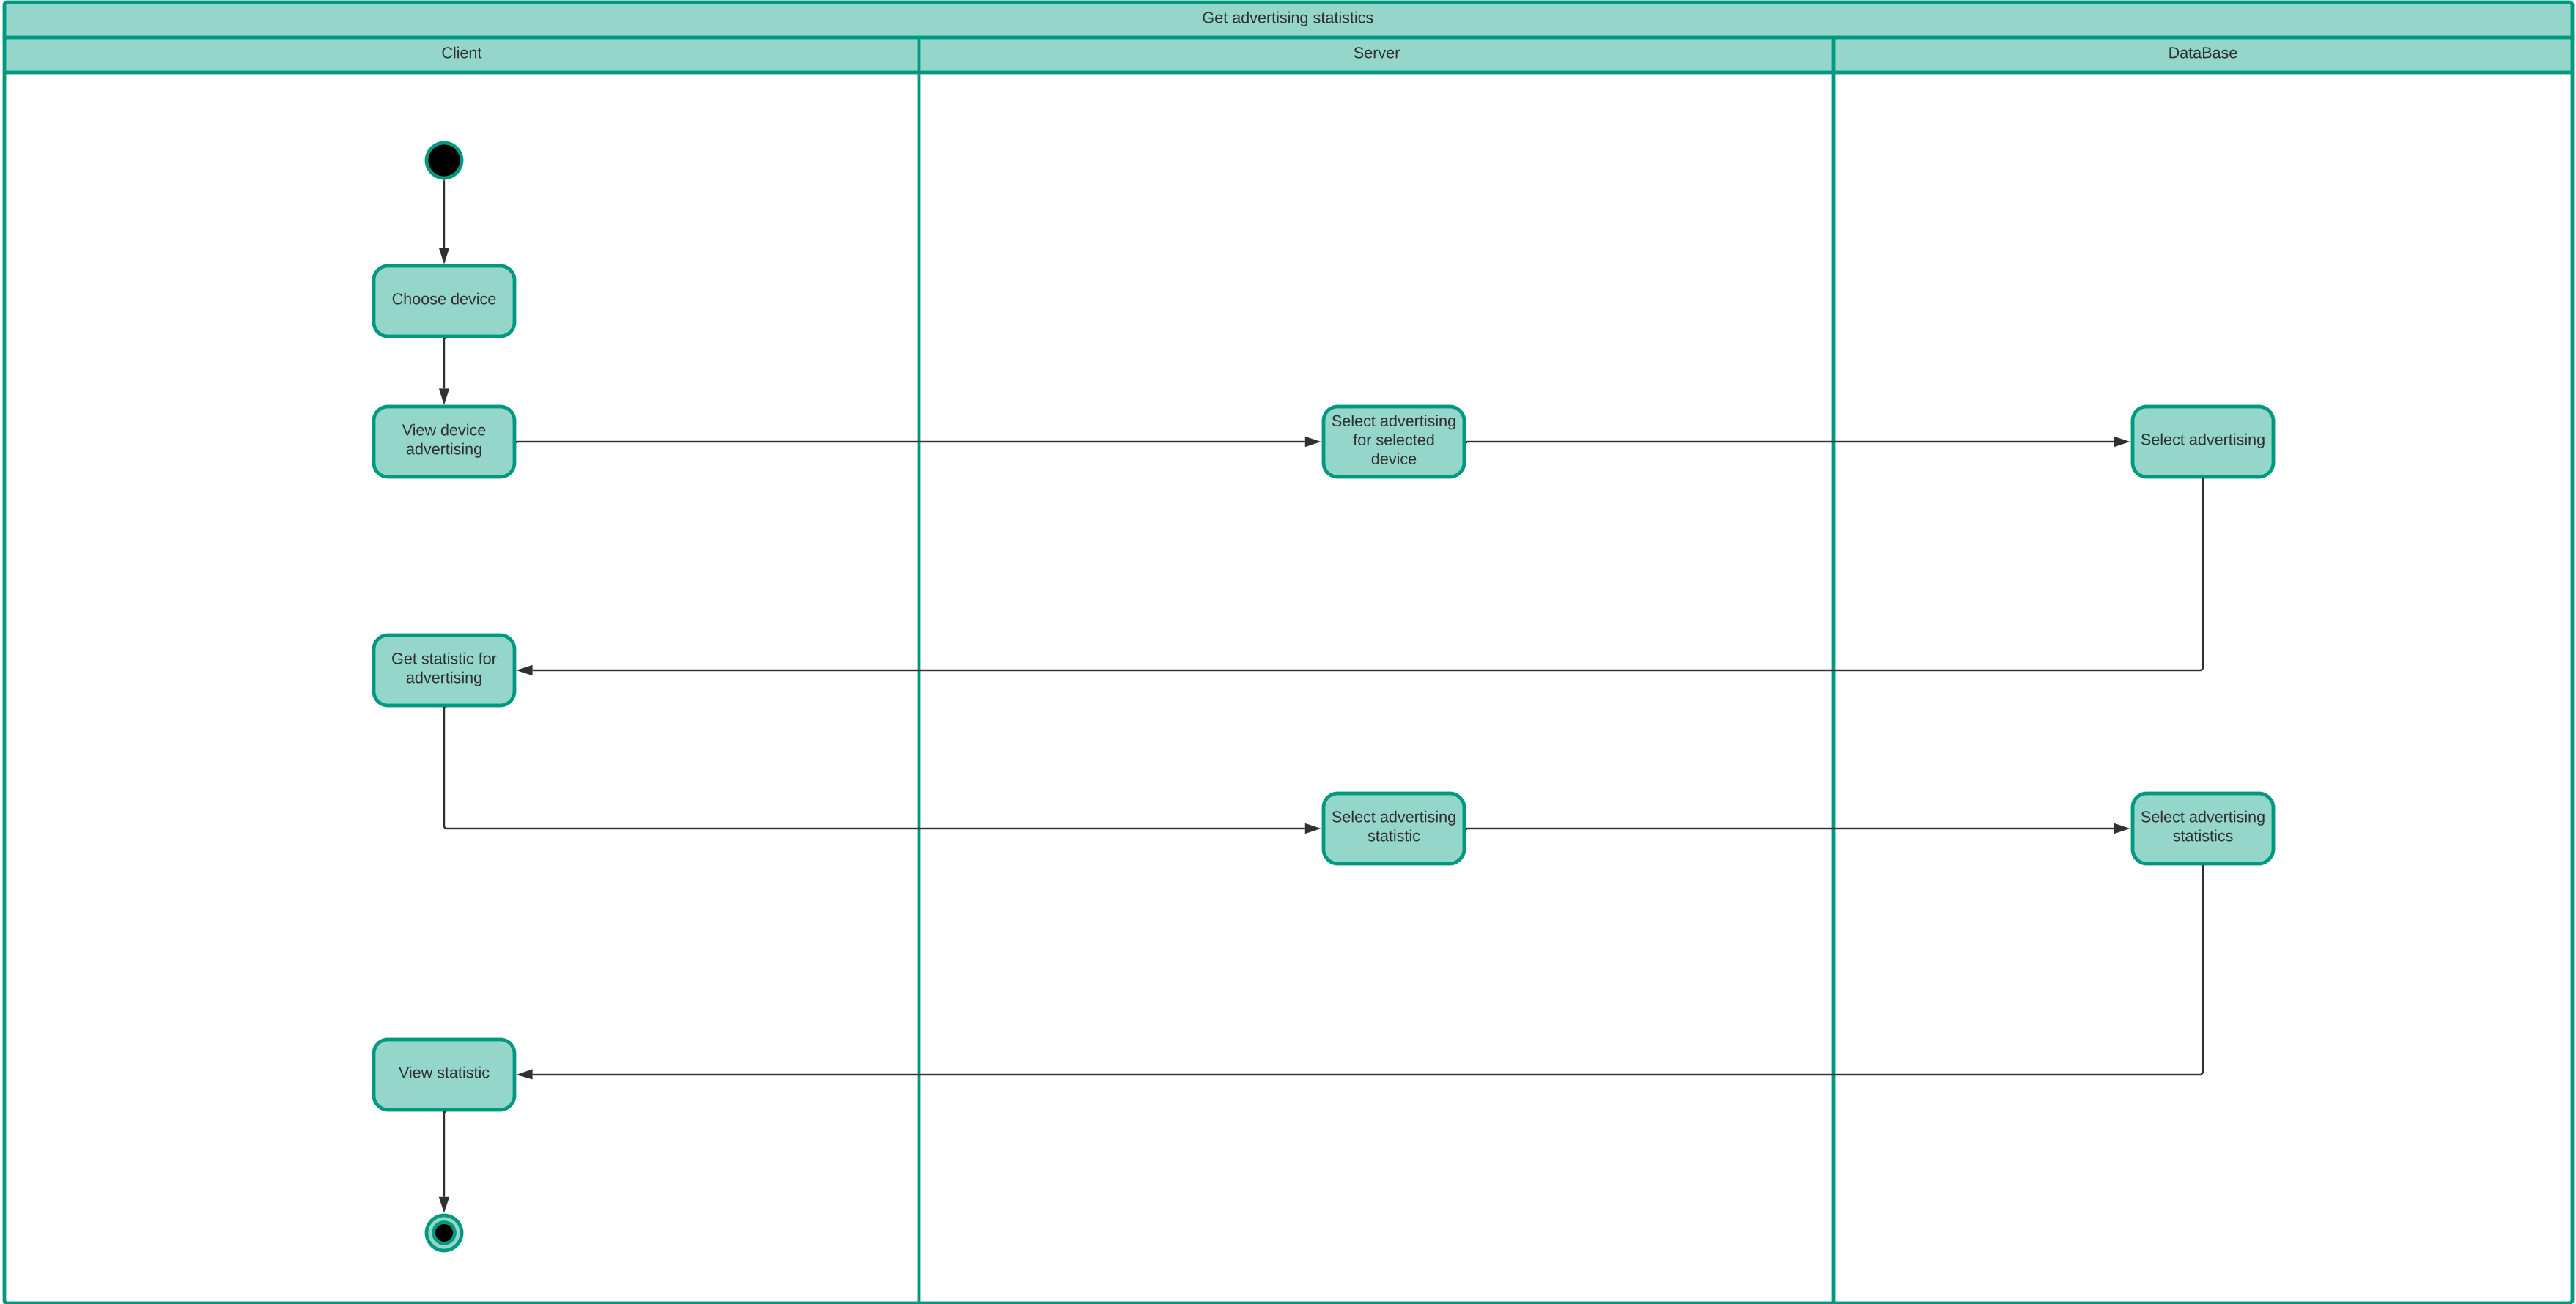 Get advertising statistics
Client
Server
DataBase
Choose device
View device
advertising
Select advertising
for selected
device
Select advertising
Get statistic for
advertising
Select advertising
statistic
Select advertising
statistics
View statistic